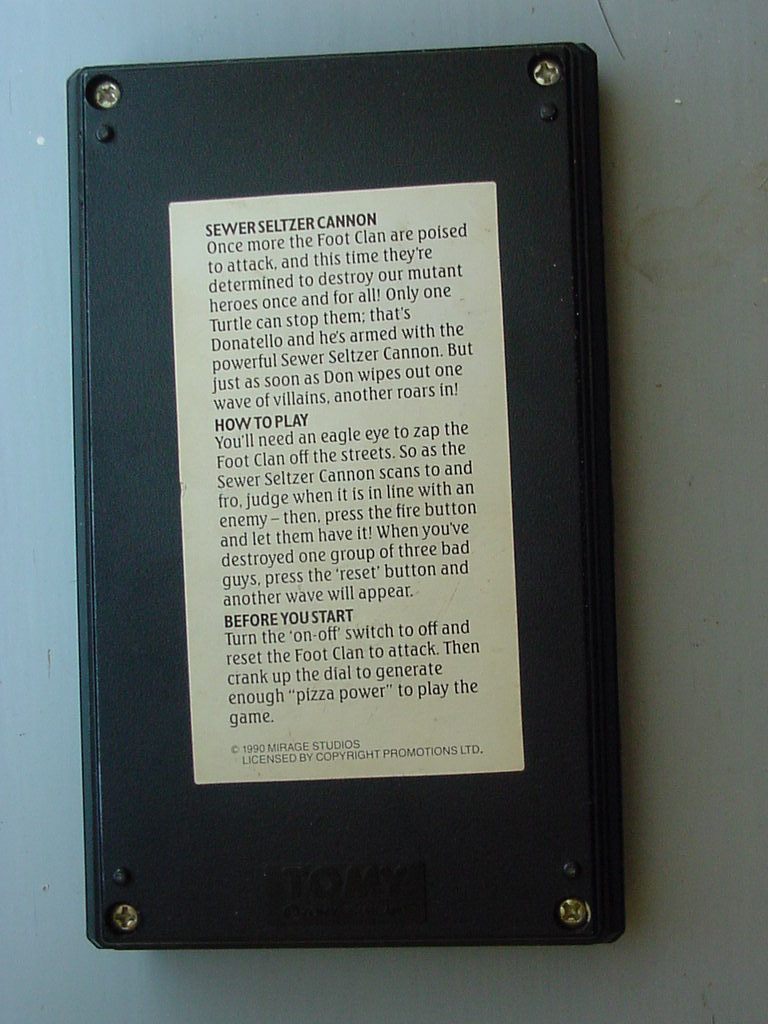 SEWER SELTZER CANNON
Once more the Foot Clan are poised
to attack, and this time they're
determined to destroy our mutant
heroes once and for all! Only one
Turtle can stop them; that's
Donatello and he's armed with the
powerful Sewer Seltzer Cannon. But
just as soon as Don wipes out one
wave of villains, another roars in!
HOW TO PLAY
You'll need an eagle eye to zap the
Foot Clan off the streets. So as the
Sewer Seltzer Cannon scans to and
fro, judge when it is in line with an
enemy – then, press the fire button
and let them have it! When you've
destroyed one group of three bad
guys, press the 'reset' button and
another wave will appear.
BEFORE YOU START
Turn the 'on-off' switch to off and
reset the Foot Clan to attack. Then
crank up the dial to generate
enough "pizza power" to play the
game.
© 1990 MIRAGE STUDIOS
LICENSED BY COPYRIGHT PROMOTIONS LTD.
TOMY